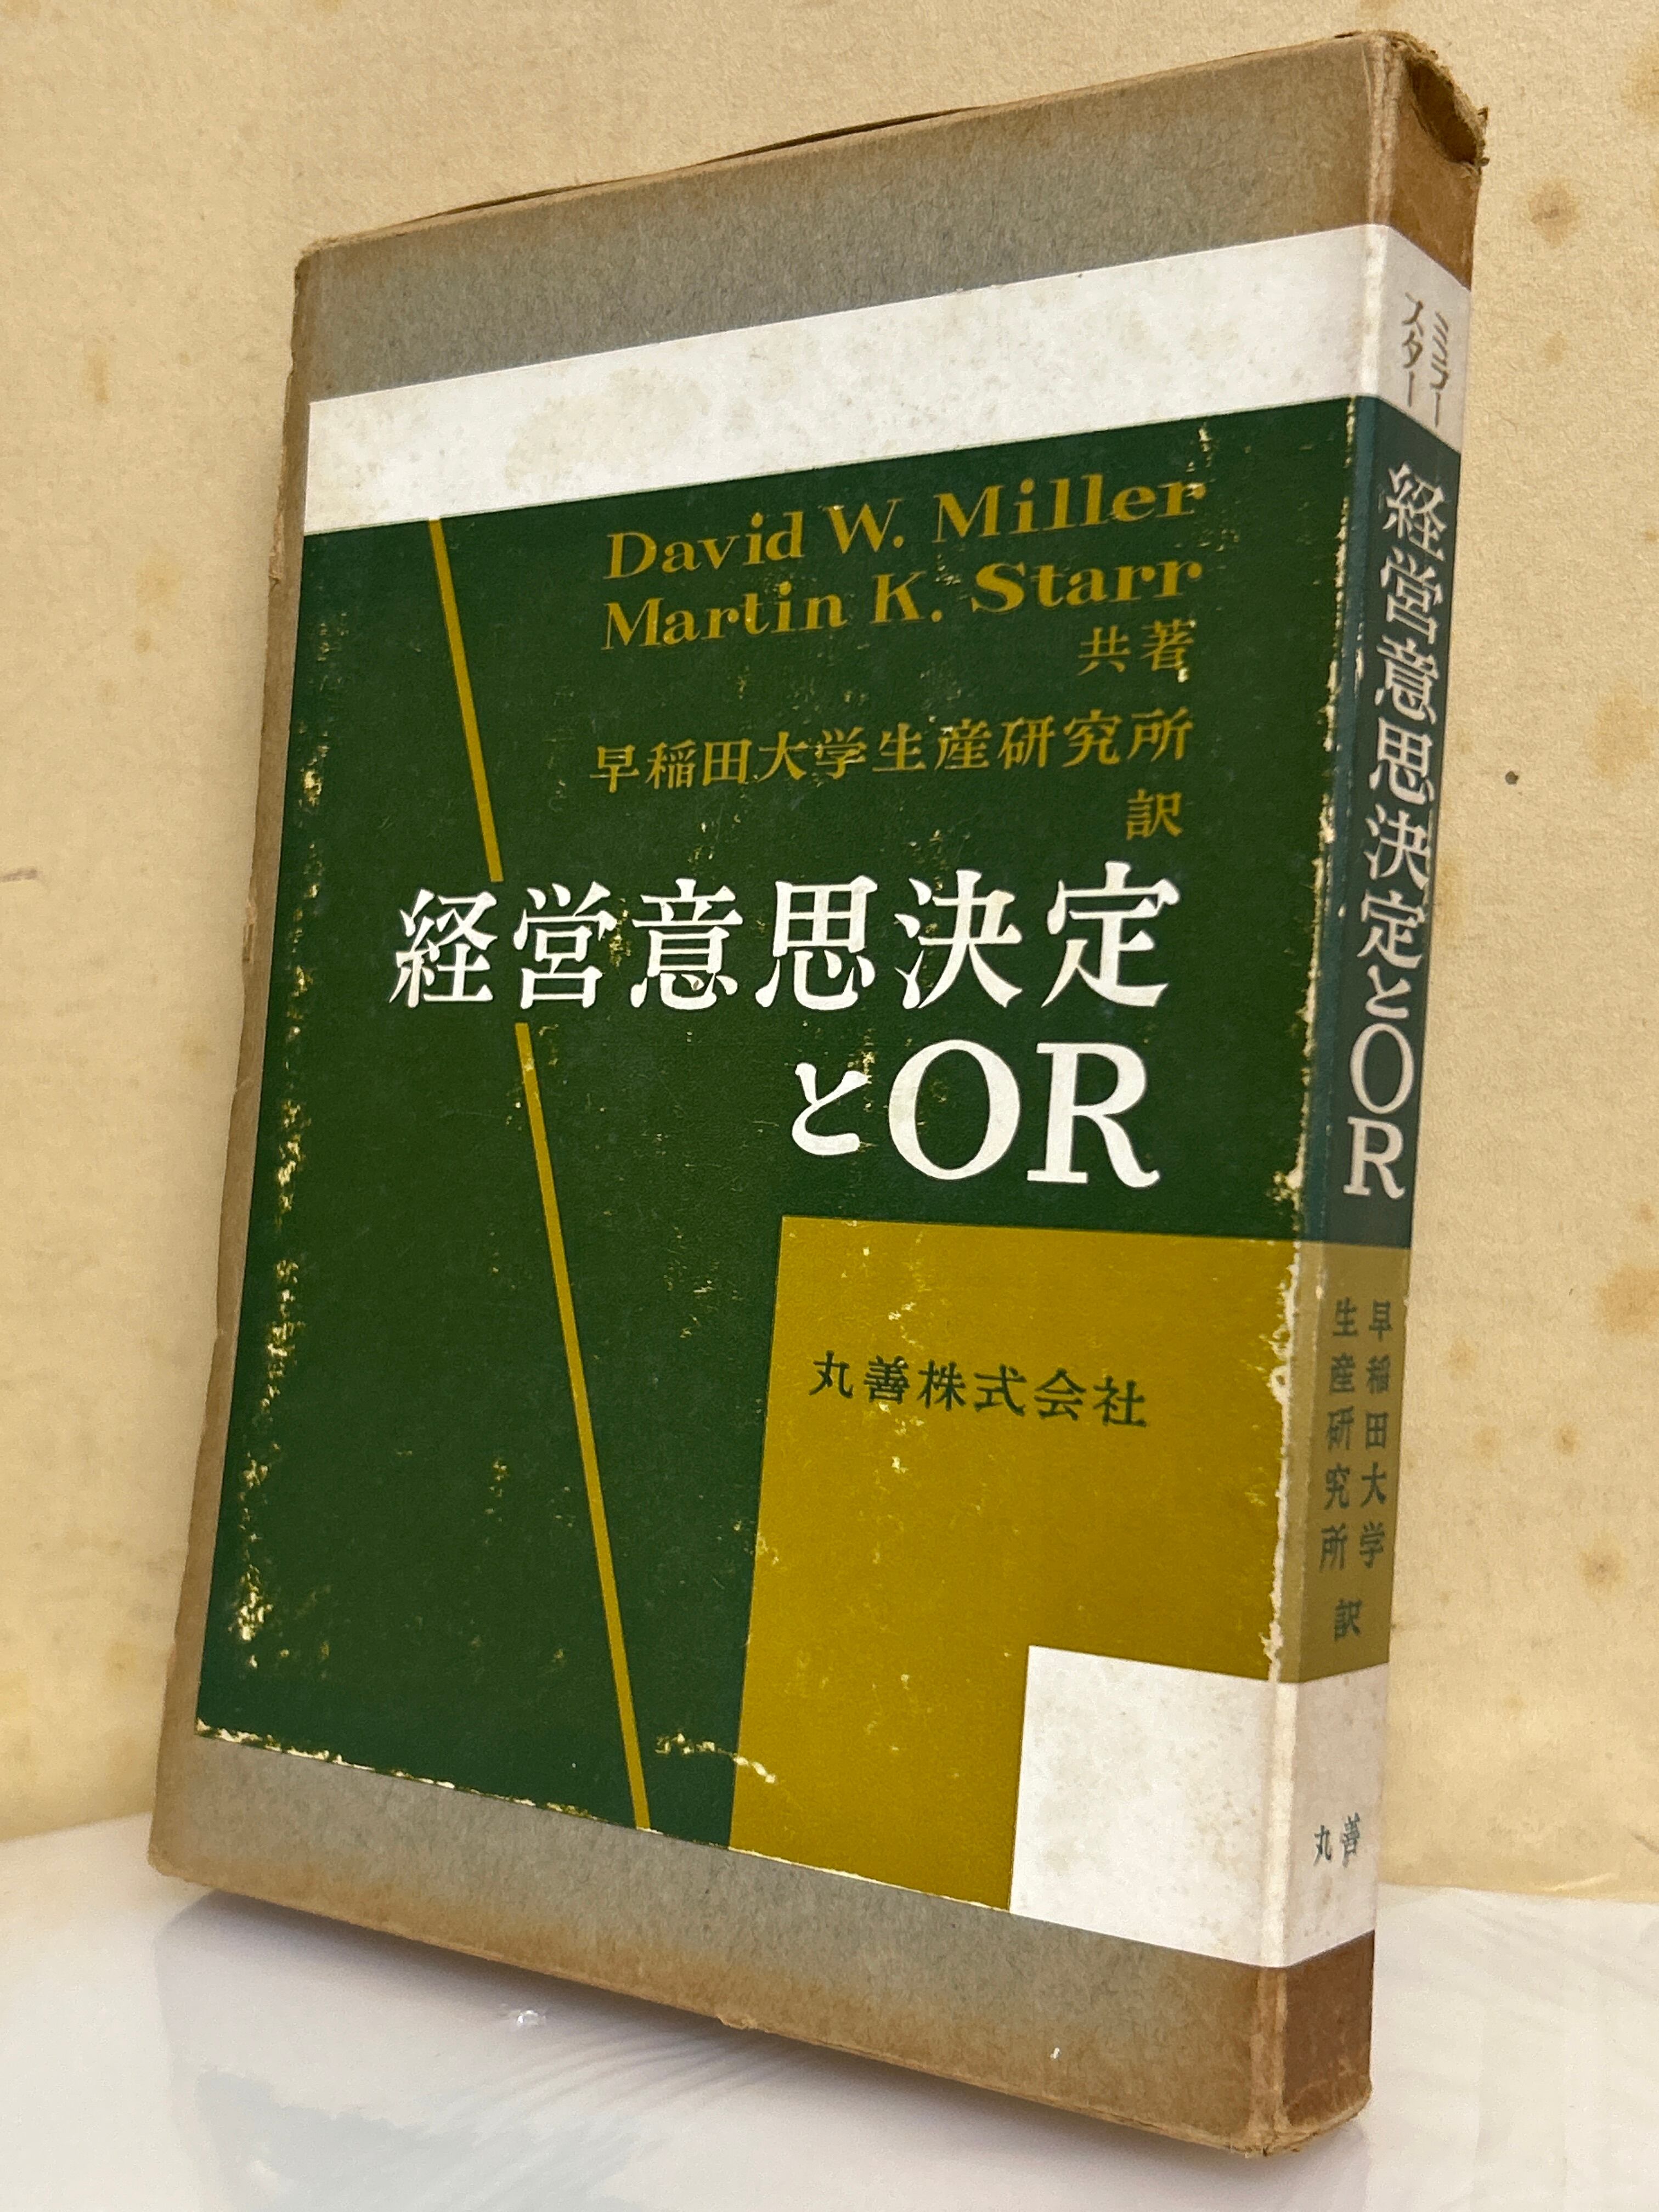 David W. Miller
Martin K. Starr
共著
早稲田大学生産研究所
訳
経営意思決定
とOR
丸善株式会社
ミラー
スター
経営意思決定とOR
早稲田大学
生産研究所
訳
丸善